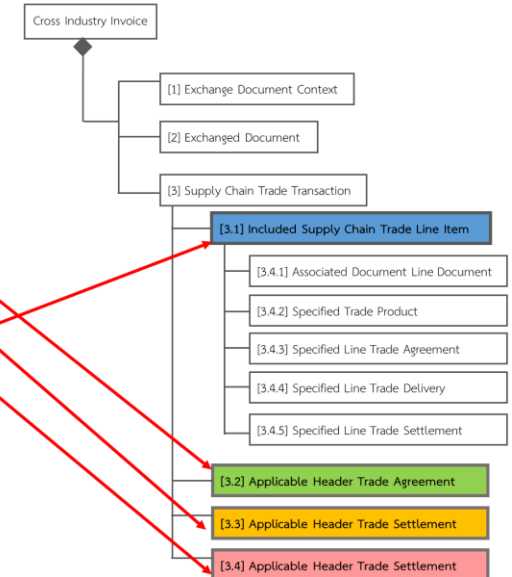 Cross Industry Invoice
[1] Exchange Document Context
[2] Exchanged Document
[3] Supply Chain Trade Transaction
[3.1] Included Supply Chain Trade Line Item
[3.4.1] Associated Document Line Document
[3.4.2] Specified Trade Product
[3.4.3] Specified Line Trade Agreement
[3.4.4] Specified Line Trade Delivery
[3.4.5] Specified Line Trade Settlement
[3.2] Applicable Header Trade Agreement
[3.3] Applicable Header Trade Settlement
[3.4] Applicable Header Trade Settlement